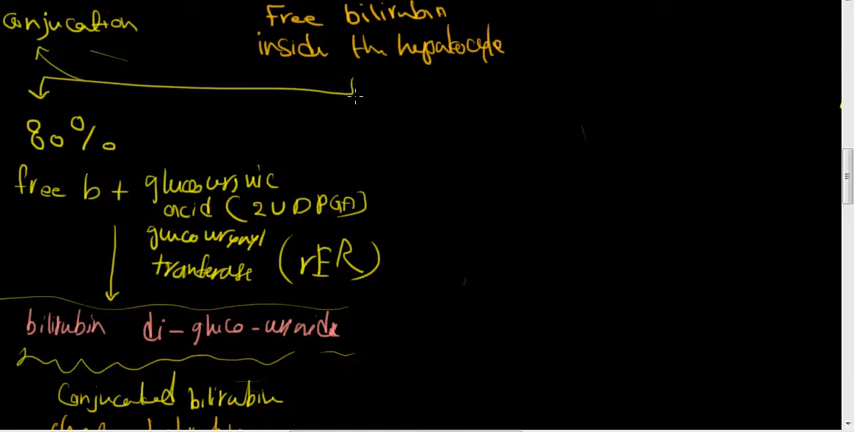 conjucation
Free bilirubin
inside the hepatocyte
80%
free b + glucouronic
acid (2UDPGA)
glucouronyl
tranferase (rER)
bilirubin di-gluco-uronide
Conjucated bilirubin